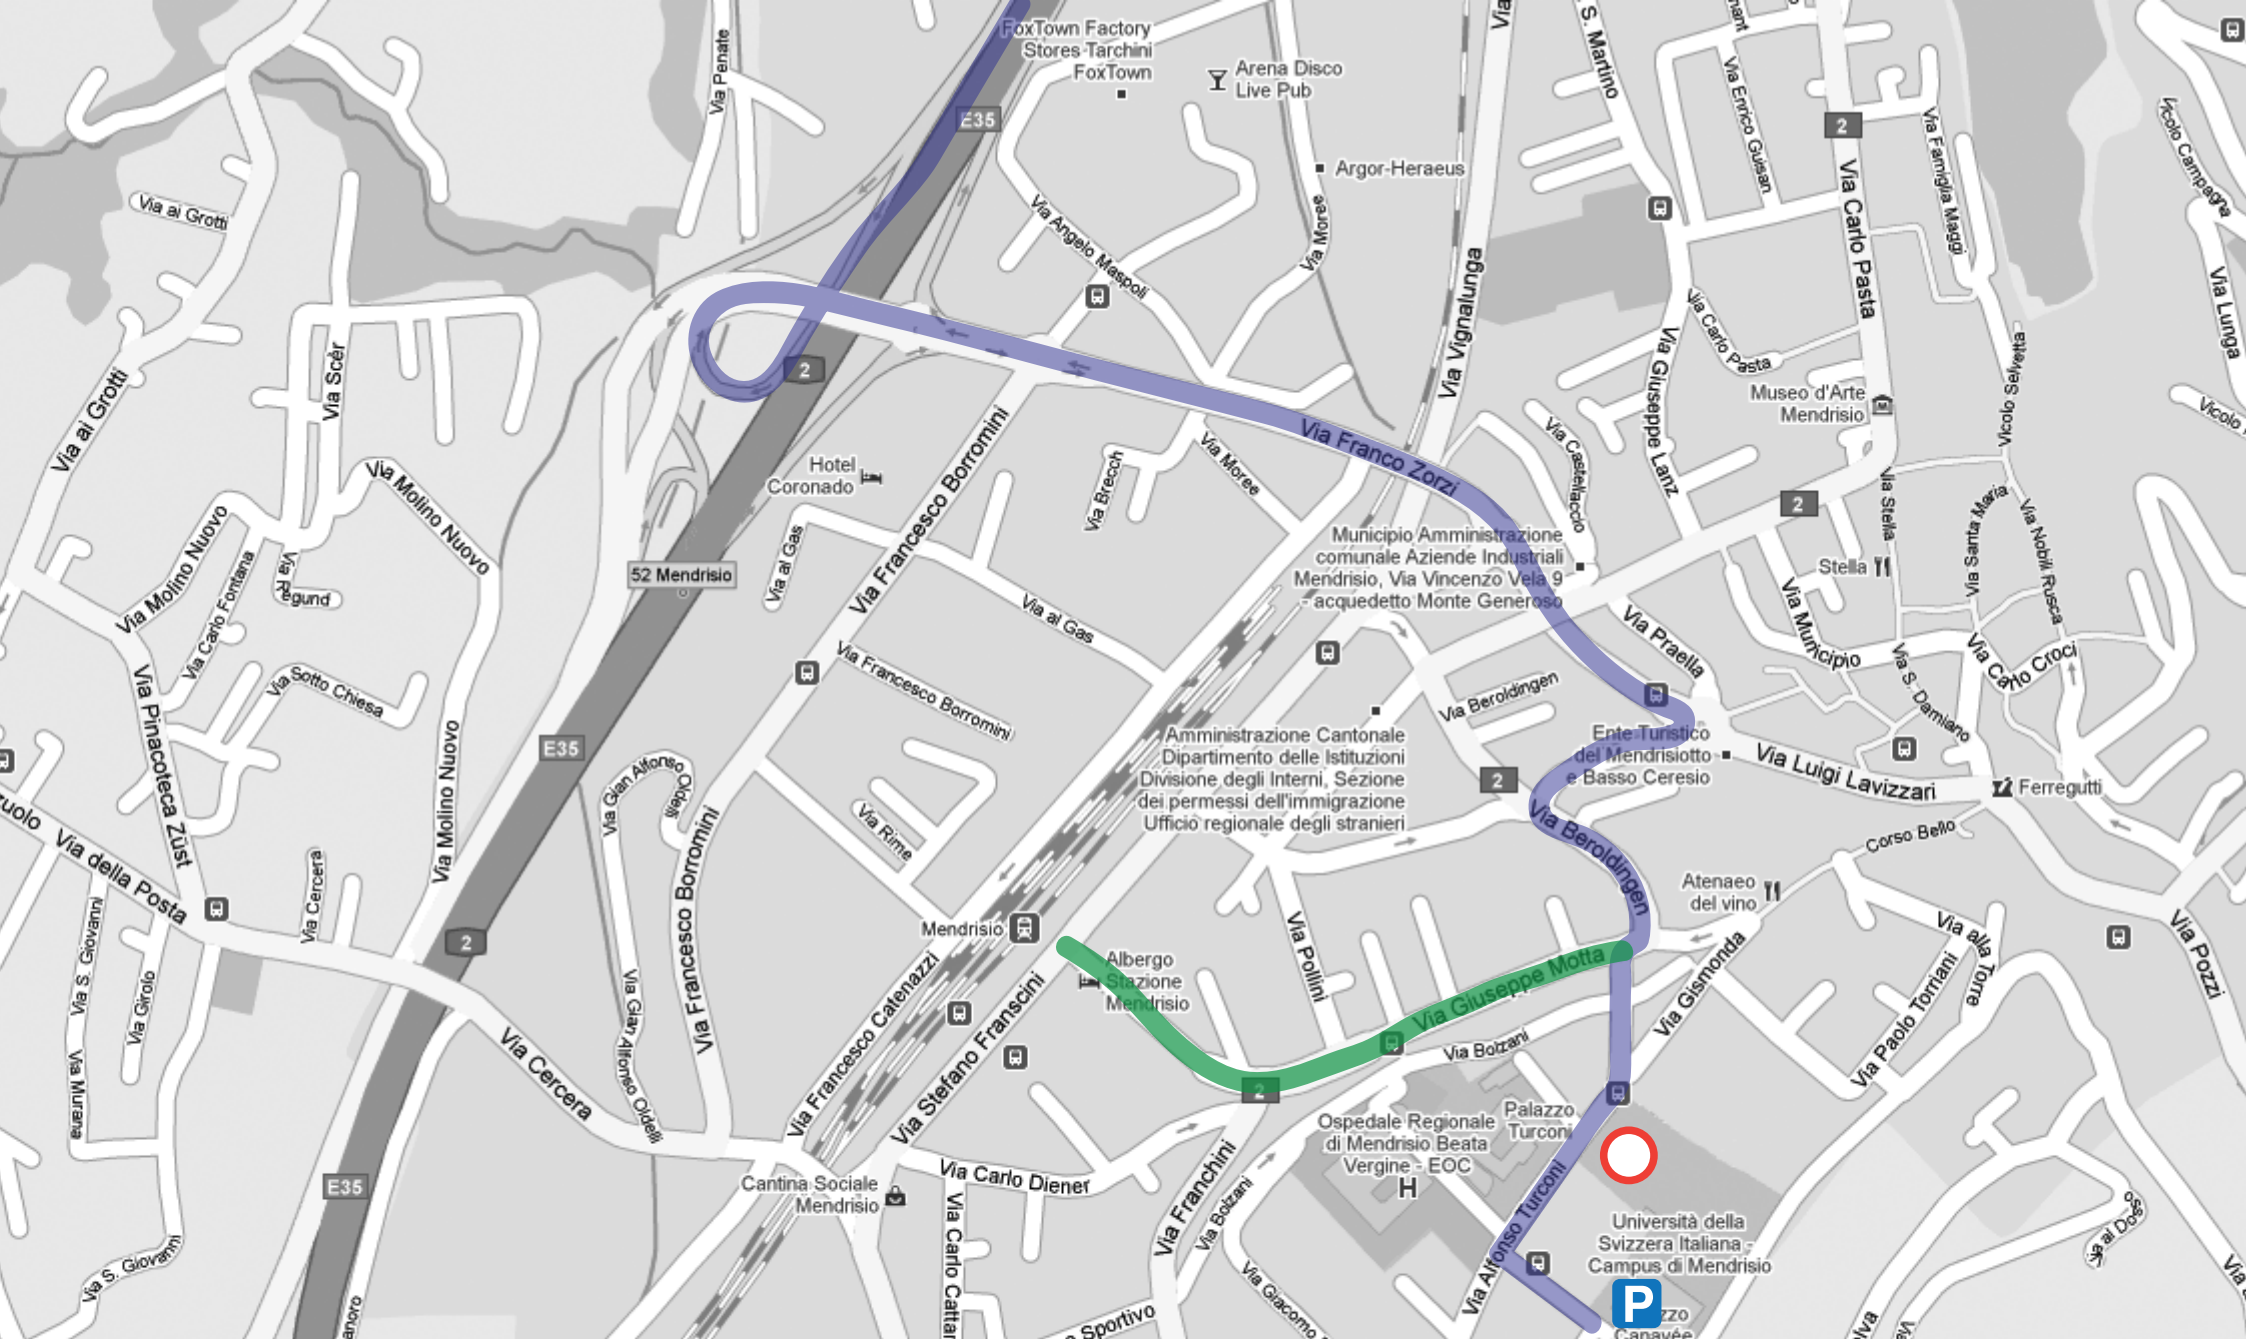 FoxTown Factory
Stores Tarchini
FoxTown
Arena Disco
Live Pub
Argor-Heraeus
E35
2
Via Penate
Via ai Grotti
Via ai Grotti
Via Scèr
Via Angelo Maspoli
Via Moree
Via Vignalunga
Via
S. Martino
Via Enrico Guisan
2
Via Famiglia Maggi
Via Carlo Pasta
Vicolo Campagna
Via Lunga
Vicolo
Via Carlo Pasta
Via Giuseppe Lanz
Museo d'Arte
Mendrisio
Vicolo Selvetta
2
Via Franco Zorzi
Via Castellaccio
Via Moree
Via Brecch
Hotel
Coronado
Via Francesco Borromini
Via al Gas
Via al Gas
Via Molino Nuovo
Via Molino Nuovo
Via Carlo Fontana
Via Regund
52 Mendrisio
Municipio Amministrazione
comunale Aziende Industriali
Mendrisio, Via Vincenzo Vela 9
- acquedetto Monte Generoso
Via Stella
Stella
Via Santa Maria
Via Nobili Rusca
Via Praella
Via Municipio
Via Carlo Croci
Via S. Damiano
Via Sotto Chiesa
Via Pinacoteca Züst
Via Molino Nuovo
E35
Via Francesco Borromini
Via Beroldingen
Amministrazione Cantonale
Dipartimento delle Istituzioni
Divisione degli Interni, Sezione
dei permessi dell'immigrazione
Ufficio regionale degli stranieri
2
Ente Turistico
del Mendrisiotto
e Basso Ceresio
Via Luigi Lavizzari
Ferregutti
Corso Bello
Via Gian Alfonso Oldelli
Via Rime
Via Francesco Borromini
Via Beroldingen
Atenaeo
del vino
Via della Posta
Via Cercera
2
Via S. Giovanni
Via Girolo
Via Murana
Via Gian Alfonso Oldelli
Mendrisio
Albergo
Stazione
Mendrisio
Via Pollini
Via Giuseppe Motta
Via Gismonda
Via alla Torre
Via Paolo Torriani
Via Pozzi
Via Francesco Catenazzi
Via Stefano Franscini
2
Via Bolzani
Via Cercera
Ospedale Regionale
di Mendrisio Beata
Vergine - EOC
H
Palazzo
Turconi
E35
Cantina Sociale
Mendrisio
Via Carlo Diener
Via Franchini
Via Bolzani
Via Alfonso Turconi
Università della
Svizzera Italiana -
Campus di Mendrisio
Via ai Dossi
Via S. Giovanni
Via Carlo Cattan
Via Giacomo
Sportivo
P
zzo
Canavée
Via